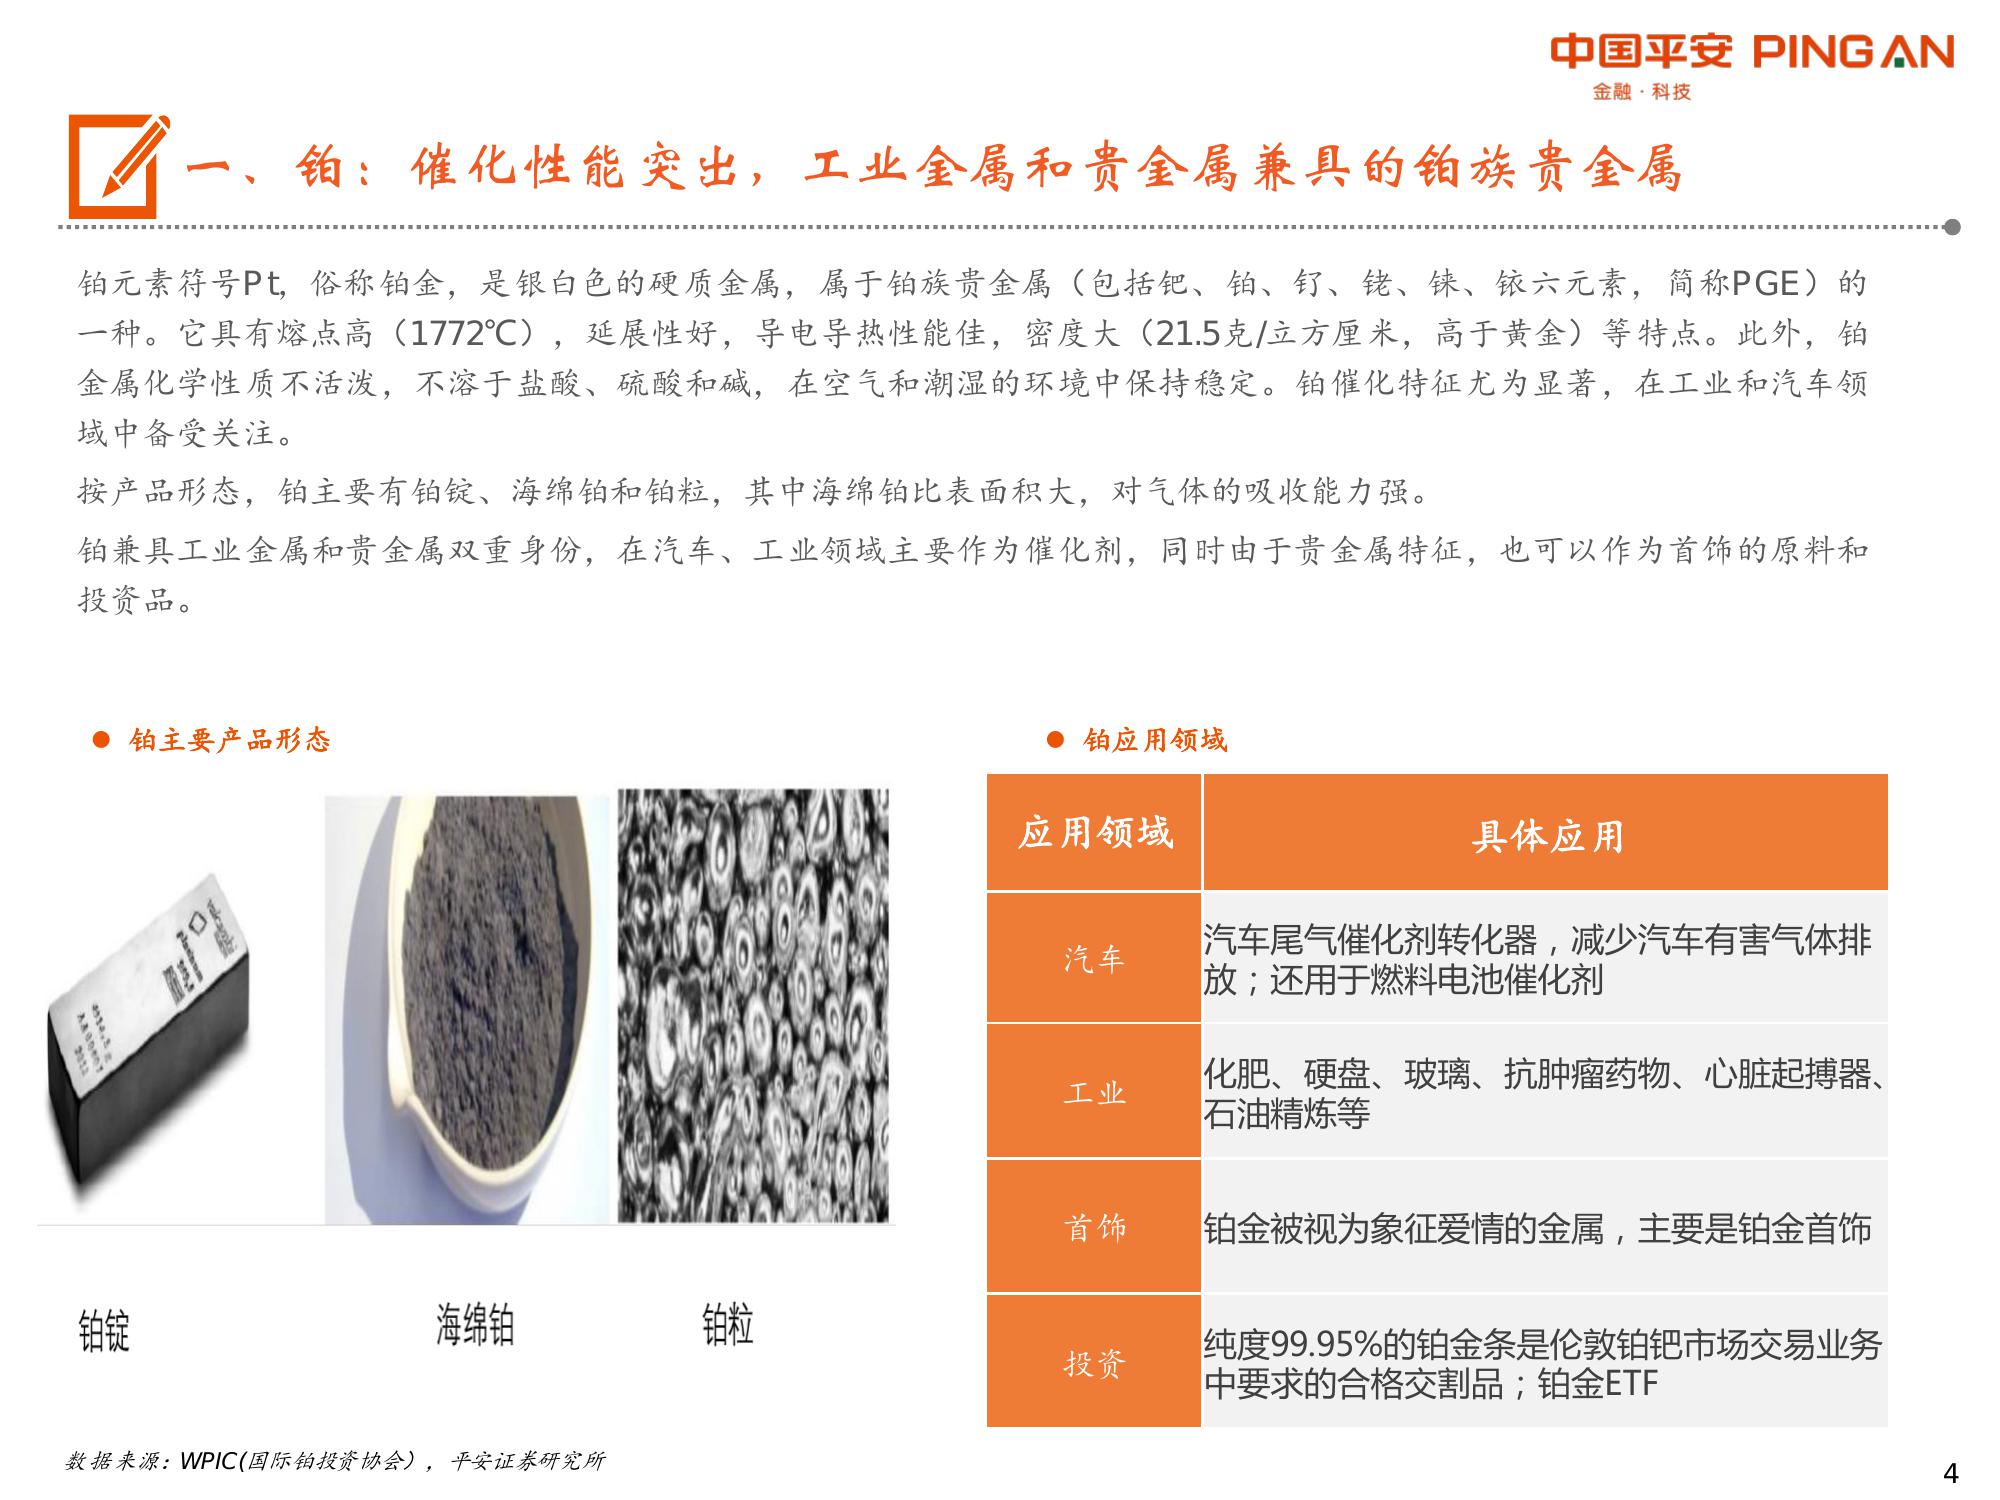 中国平安 PING AN
金融·科技
一、铂：催化性能突出，工业金属和贵金属兼具的铂族贵金属
铂元素符号Pt，俗称铂金，是银白色的硬质金属，属于铂族贵金属（包括钯、铂、钌、铑、铼、铱六元素，简称PGE）的
一种。它具有熔点高（1772℃），延展性好，导电导热性能佳，密度大（21.5克/立方厘米，高于黄金）等特点。此外，铂
金属化学性质不活泼，不溶于盐酸、硫酸和碱，在空气和潮湿的环境中保持稳定。铂催化特征尤为显著，在工业和汽车领
域中备受关注。
按产品形态，铂主要有铂锭、海绵铂和铂粒，其中海绵铂比表面积大，对气体的吸收能力强。
铂兼具工业金属和贵金属双重身份，在汽车、工业领域主要作为催化剂，同时由于贵金属特征，也可以作为首饰的原料和
投资品。
● 铂主要产品形态
platinum
铂锭
海绵铂
铂粒
● 铂应用领域
应用领域 具体应用
汽车 汽车尾气催化剂转化器，减少汽车有害气体排
放；还用于燃料电池催化剂
工业 化肥、硬盘、玻璃、抗肿瘤药物、心脏起搏器、
石油精炼等
首饰 铂金被视为象征爱情的金属，主要是铂金首饰
投资 纯度99.95%的铂金条是伦敦铂钯市场交易业务
中要求的合格交割品；铂金ETF
数据来源：WPIC(国际铂投资协会），平安证券研究所
4